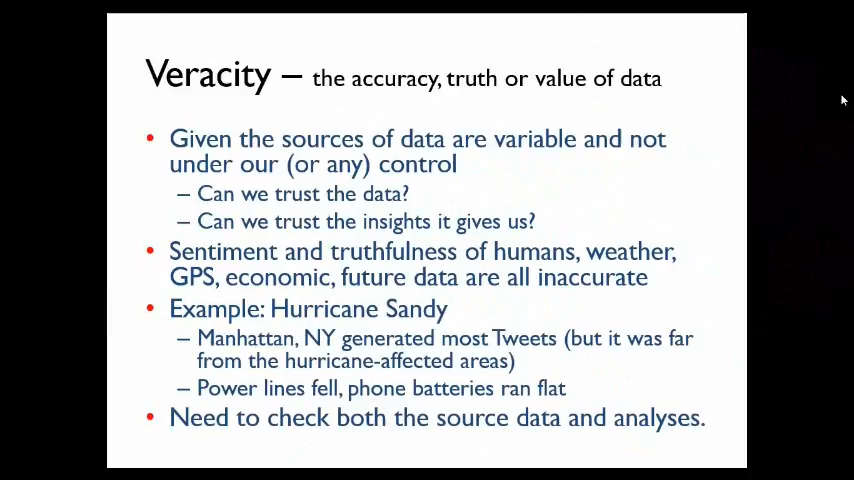 Veracity – the accuracy, truth or value of data
• Given the sources of data are variable and not
under our (or any) control
– Can we trust the data?
– Can we trust the insights it gives us?
• Sentiment and truthfulness of humans, weather,
GPS, economic, future data are all inaccurate
• Example: Hurricane Sandy
– Manhattan, NY generated most Tweets (but it was far
from the hurricane-affected areas)
– Power lines fell, phone batteries ran flat
• Need to check both the source data and analyses.